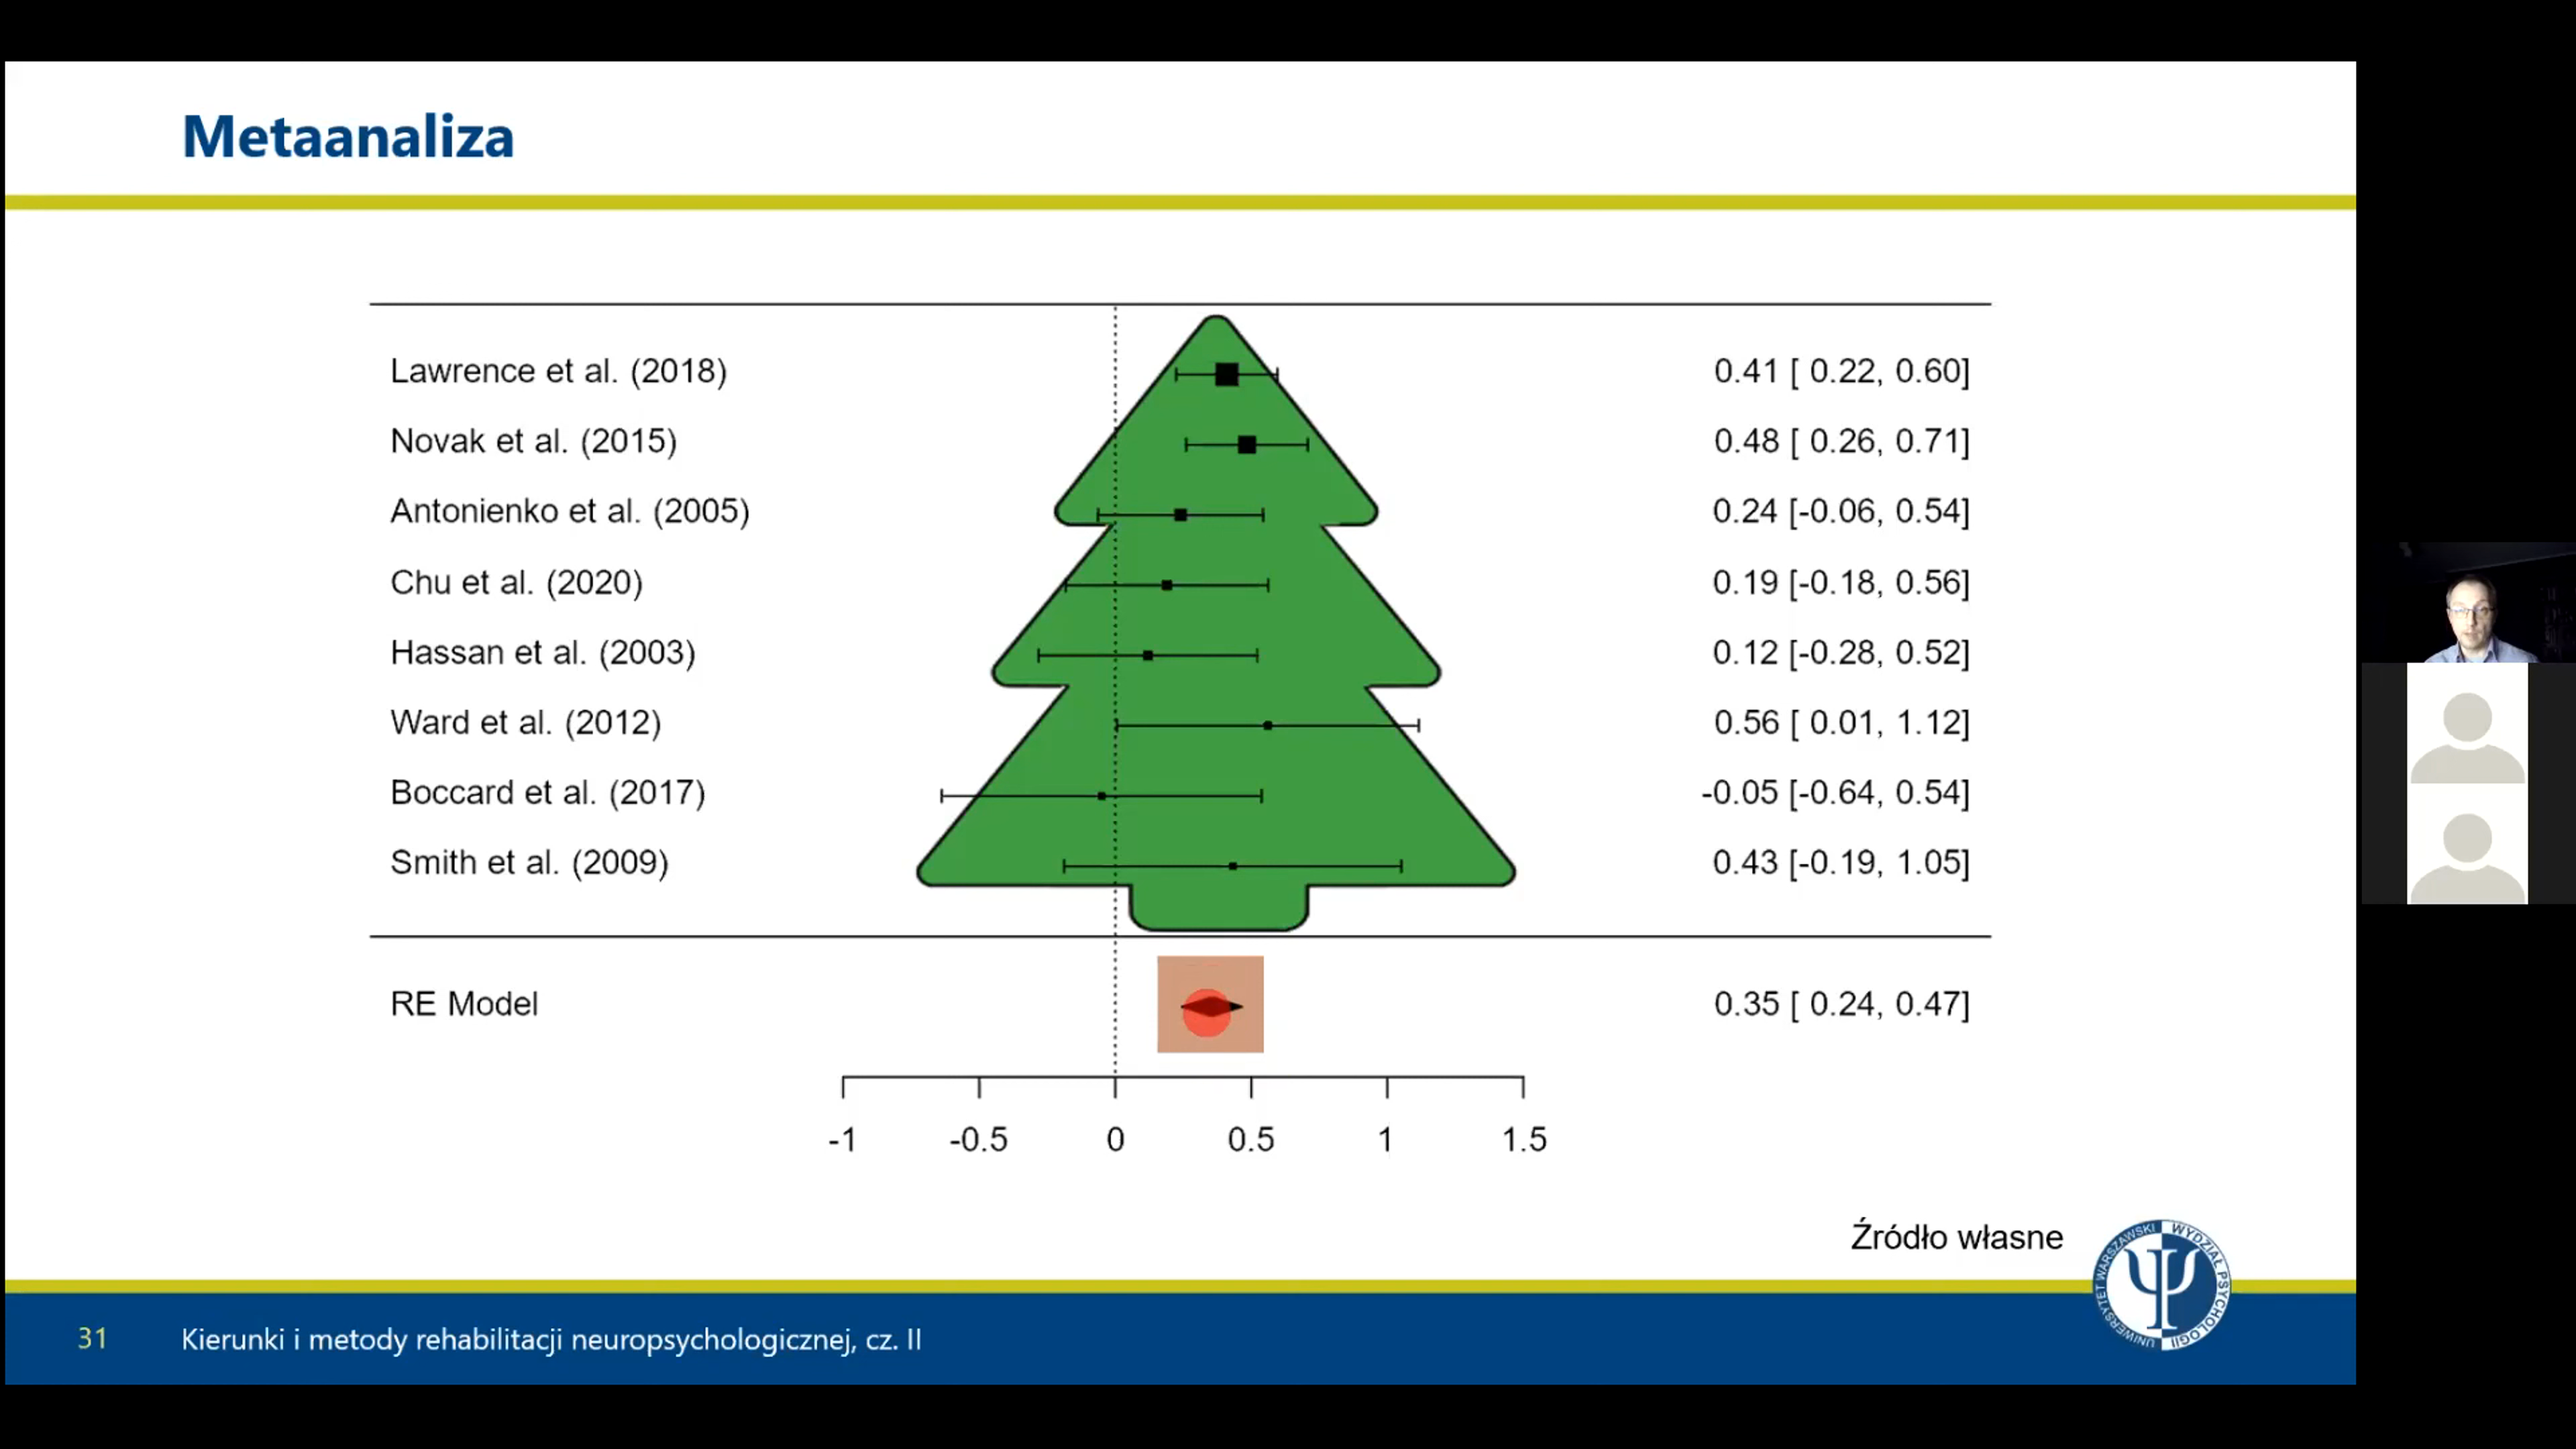 Metaanaliza
Lawrence et al. (2018) 0.41 [ 0.22, 0.60]
Novak et al. (2015) 0.48 [ 0.26, 0.71]
Antonienko et al. (2005) 0.24 [-0.06, 0.54]
Chu et al. (2020) 0.19 [-0.18, 0.56]
Hassan et al. (2003) 0.12 [-0.28, 0.52]
Ward et al. (2012) 0.56 [ 0.01, 1.12]
Boccard et al. (2017) -0.05 [-0.64, 0.54]
Smith et al. (2009) 0.43 [-0.19, 1.05]
RE Model 0.35 [ 0.24, 0.47]
-1 -0.5 0 0.5 1 1.5
Źródło własne
UNIWERSYTET WARSZAWSKI WYDZIAŁ PSYCHOLOGII
31 Kierunki i metody rehabilitacji neuropsychologicznej, cz. II